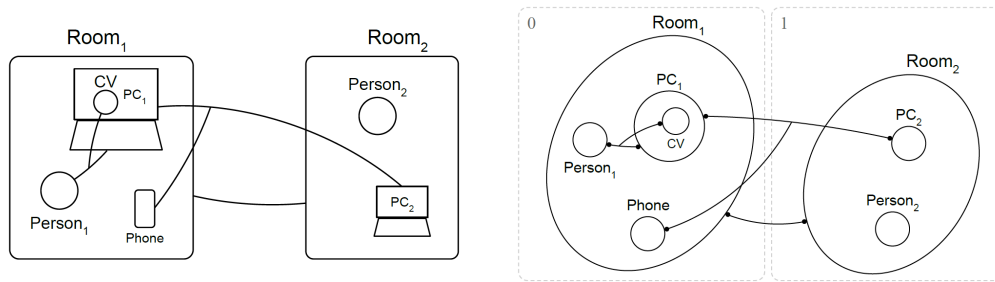 Room₁
Room₂
CV
PC₁
Person₂
Person₁
Phone
PC₂
0
1
Room₁
Room₂
PC₁
CV
PC₂
Person₁
Phone
Person₂